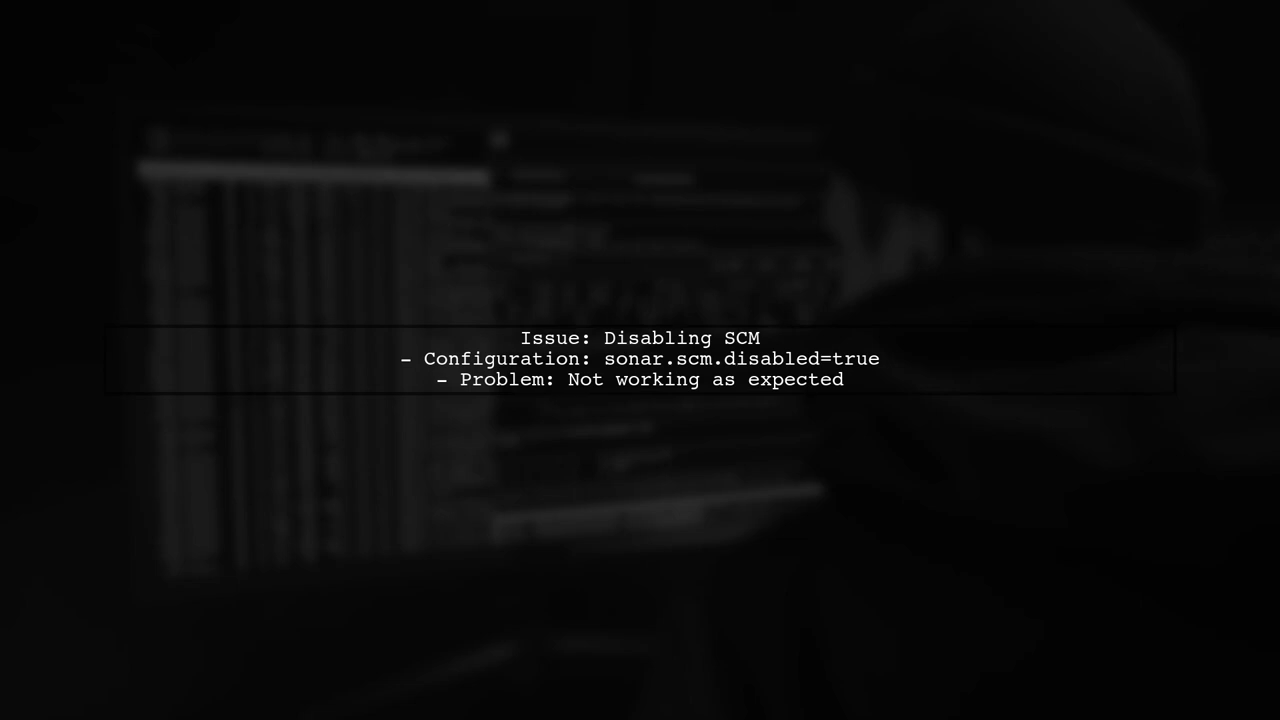 Issue: Disabling SCM
– Configuration: sonar.scm.disabled=true
– Problem: Not working as expected